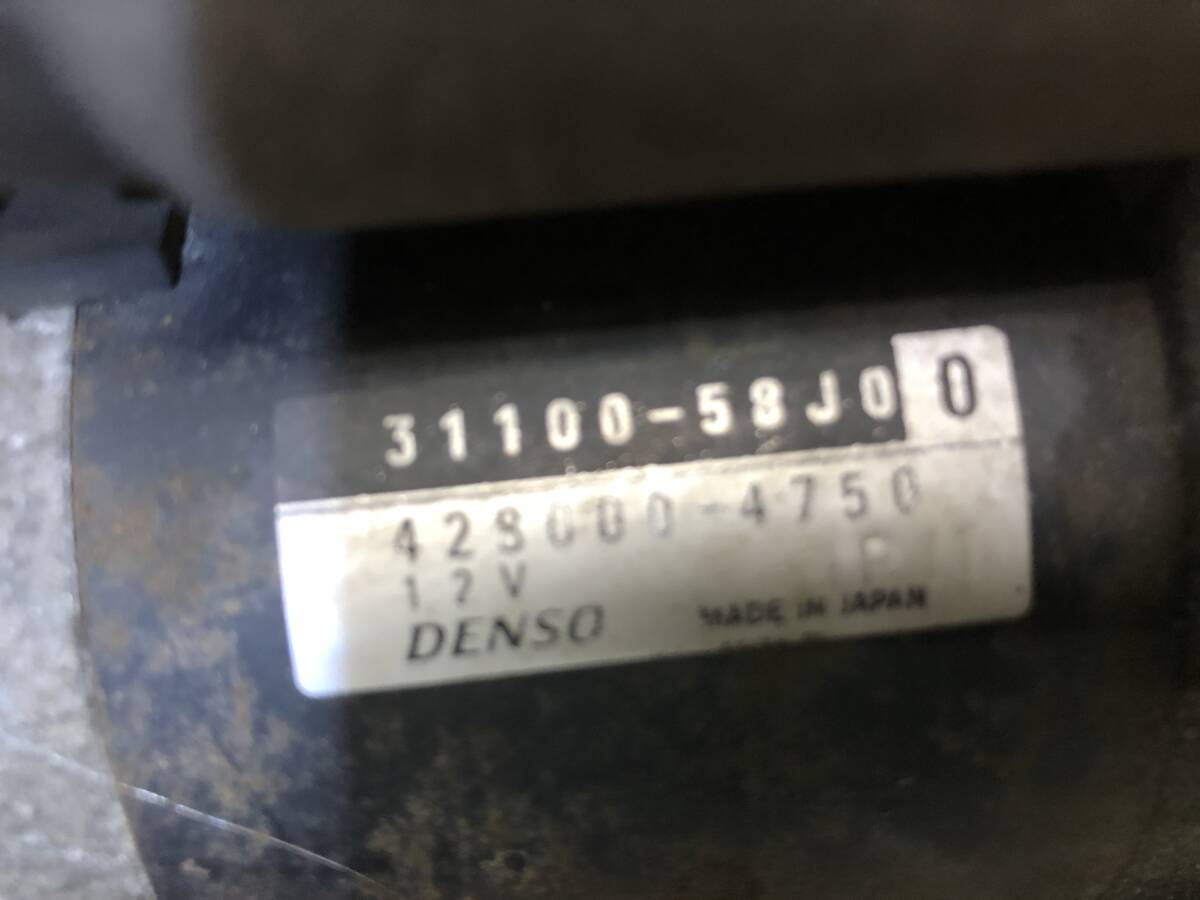 31100-58J00
428000-4750
12V
DENSO MADE IN JAPAN